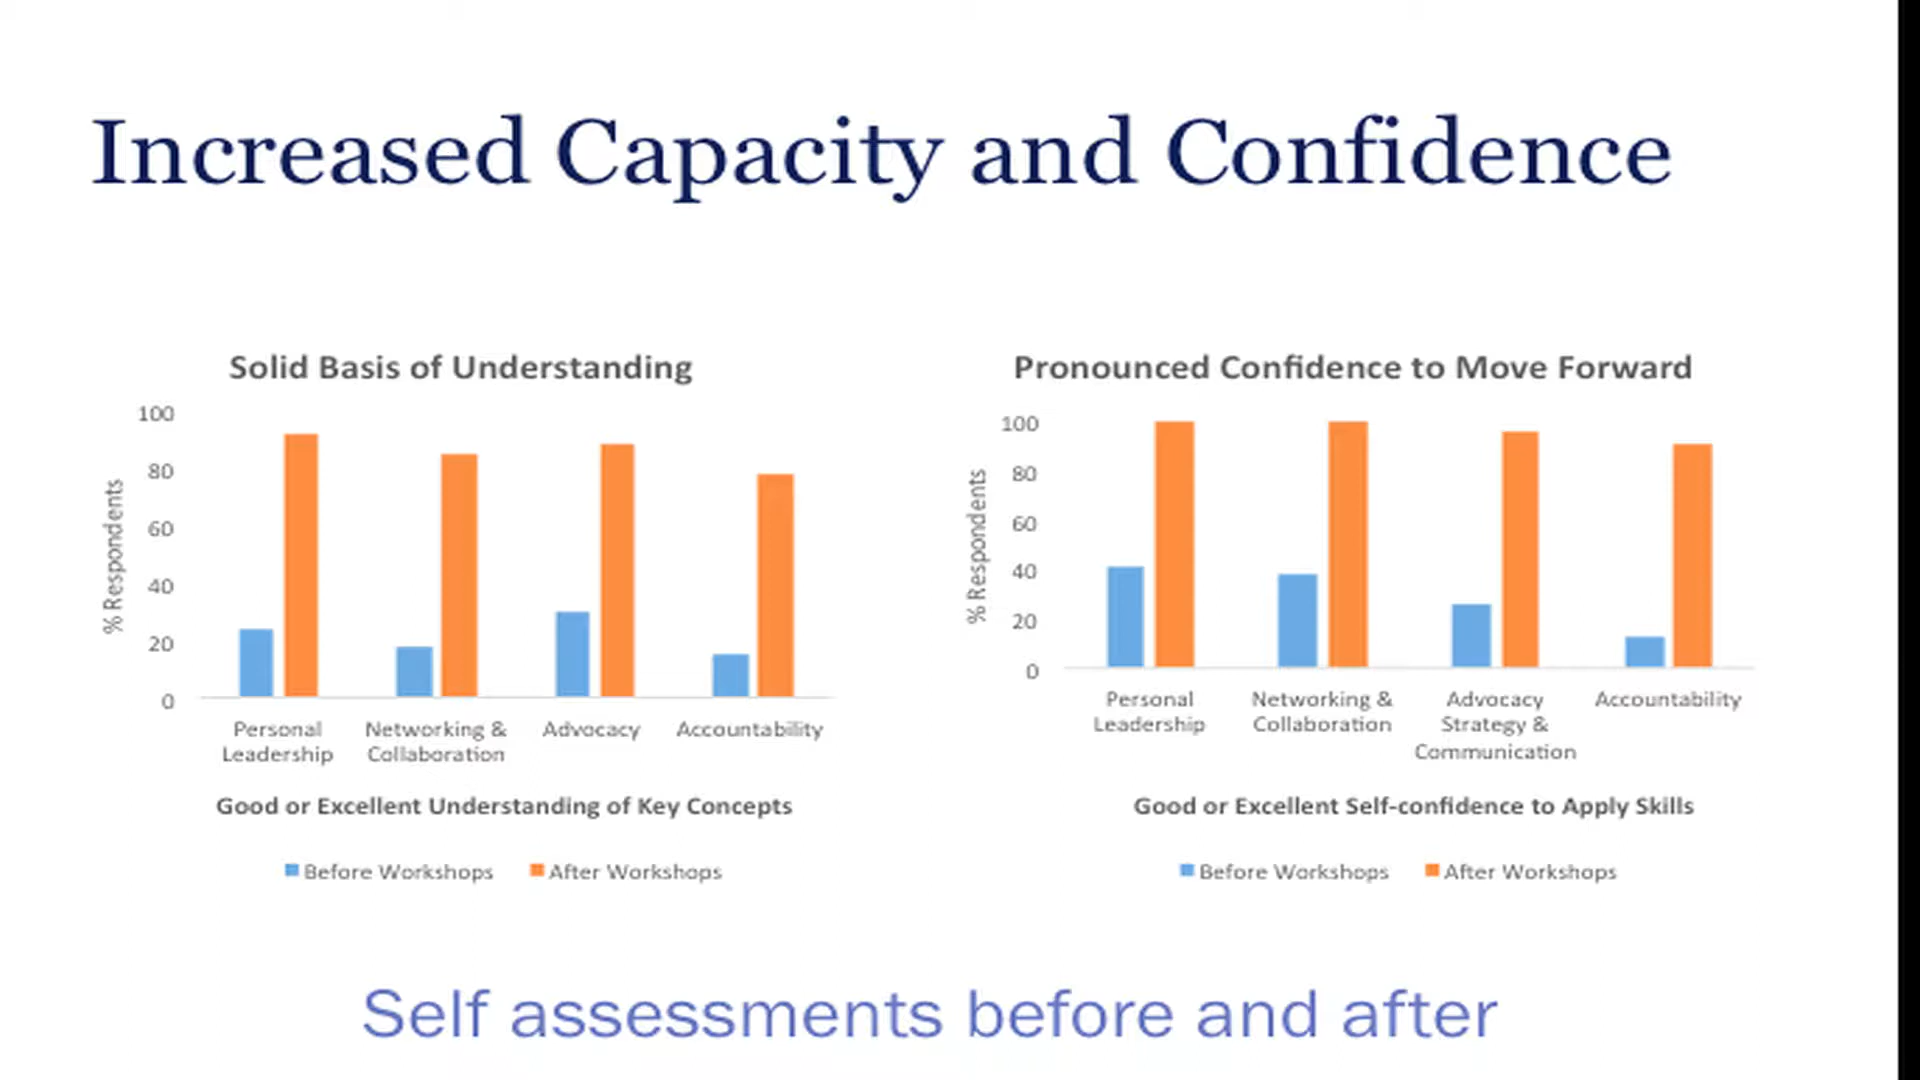 Increased Capacity and Confidence
Solid Basis of Understanding
100
80
60
40
20
0
% Respondents
Personal
Leadership
Networking &
Collaboration
Advocacy
Accountability
Good or Excellent Understanding of Key Concepts
Before Workshops
After Workshops
Pronounced Confidence to Move Forward
100
80
60
40
20
0
% Respondents
Personal
Leadership
Networking &
Collaboration
Advocacy
Strategy &
Communication
Accountability
Good or Excellent Self-confidence to Apply Skills
Before Workshops
After Workshops
Self assessments before and after